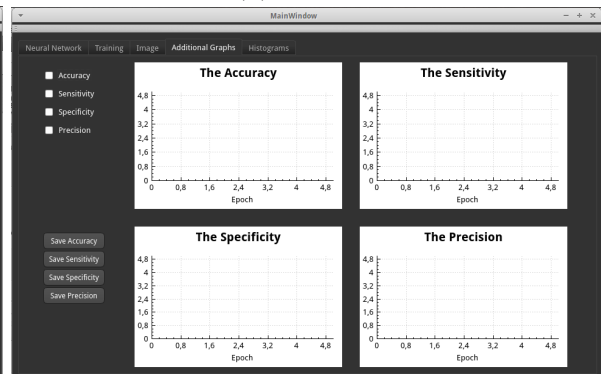 MainWindow
Neural Network Training Image Additional Graphs Histograms
Accuracy
Sensitivity
Specificity
Precision
The Accuracy
4,8
4
3,2
2,4
1,6
0,8
0
0 0,8 1,6 2,4 3,2 4 4,8
Epoch
The Sensitivity
4,8
4
3,2
2,4
1,6
0,8
0
0 0,8 1,6 2,4 3,2 4 4,8
Epoch
Save Accuracy
Save Sensitivity
Save Specificity
Save Precision
The Specificity
4,8
4
3,2
2,4
1,6
0,8
0
0 0,8 1,6 2,4 3,2 4 4,8
Epoch
The Precision
4,8
4
3,2
2,4
1,6
0,8
0
0 0,8 1,6 2,4 3,2 4 4,8
Epoch